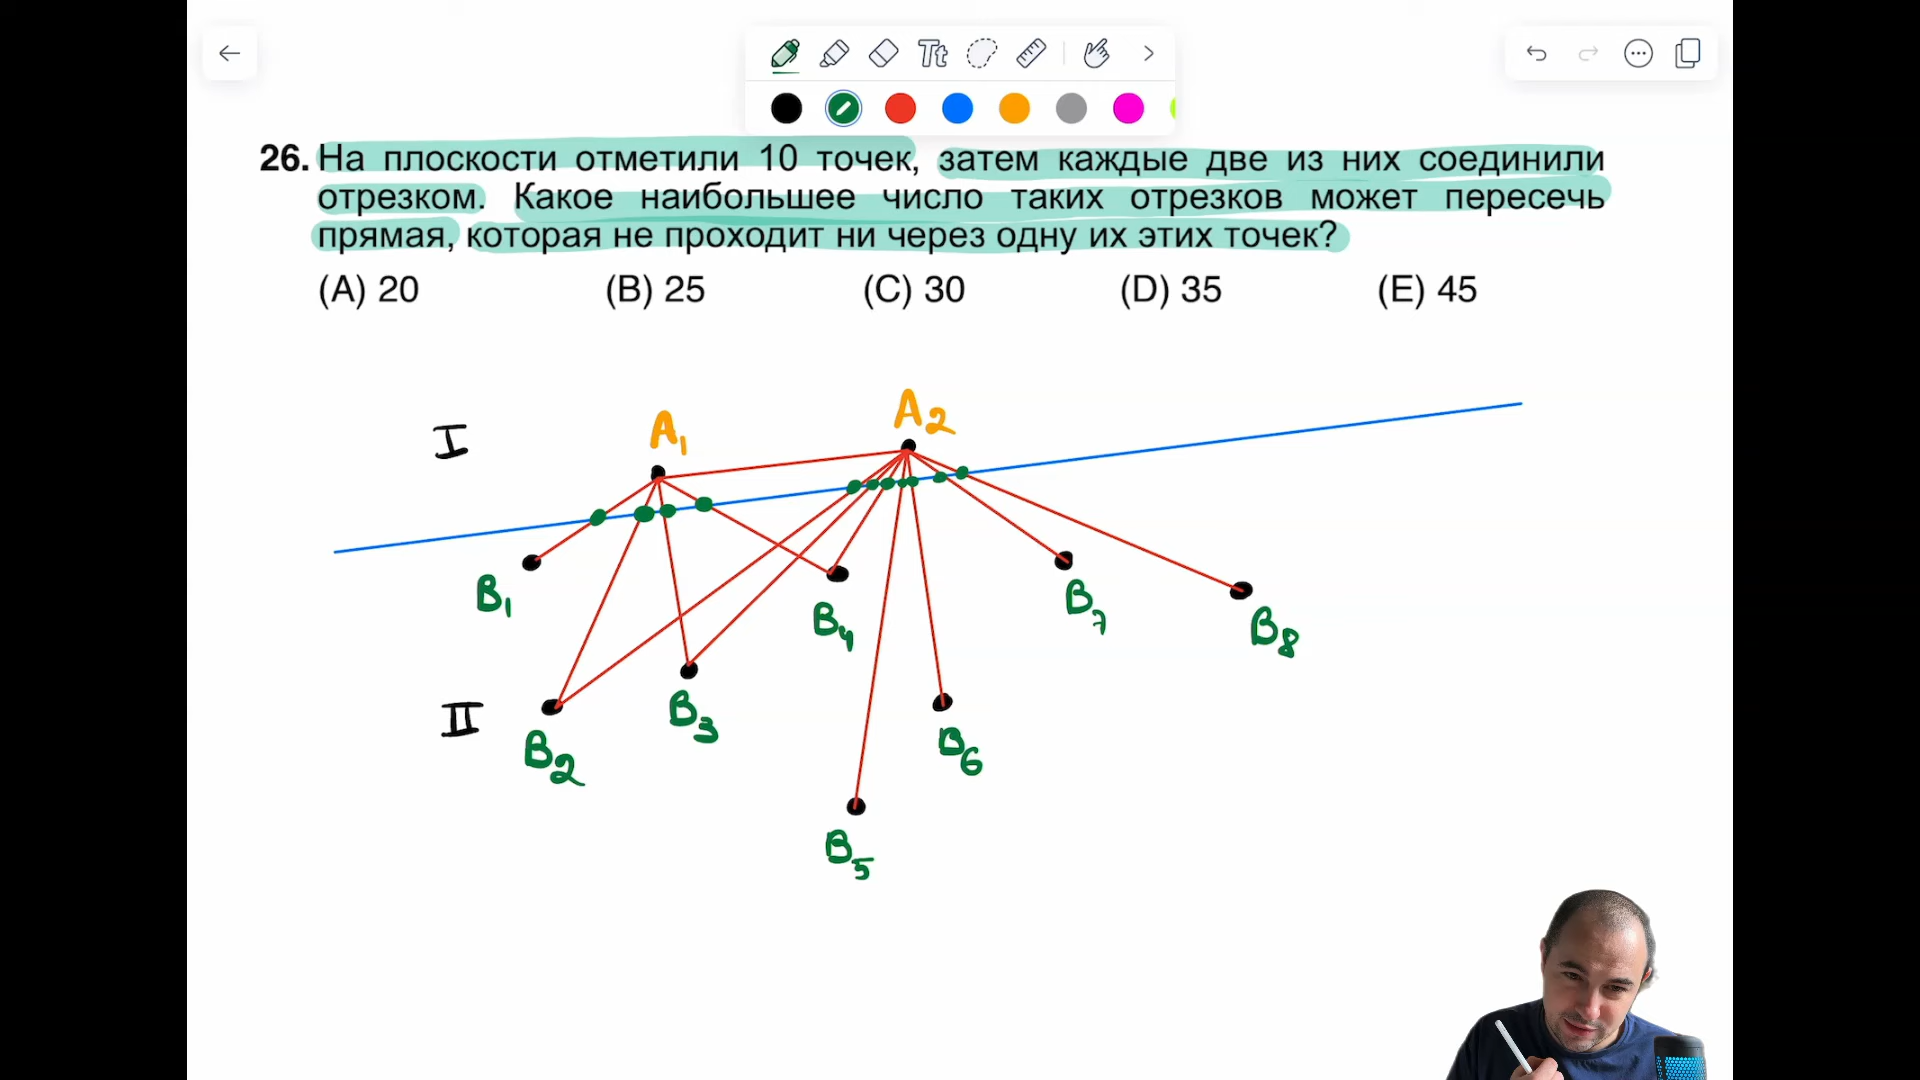 Tt
26. На плоскости отметили 10 точек, затем каждые две из них соединили
отрезком. Какое наибольшее число таких отрезков может пересечь
прямая, которая не проходит ни через одну их этих точек?
(A) 20 (B) 25 (C) 30 (D) 35 (E) 45
I
A₁
A₂
B₁
B₄
B₇
B₈
II
B₂
B₃
B₆
B₅